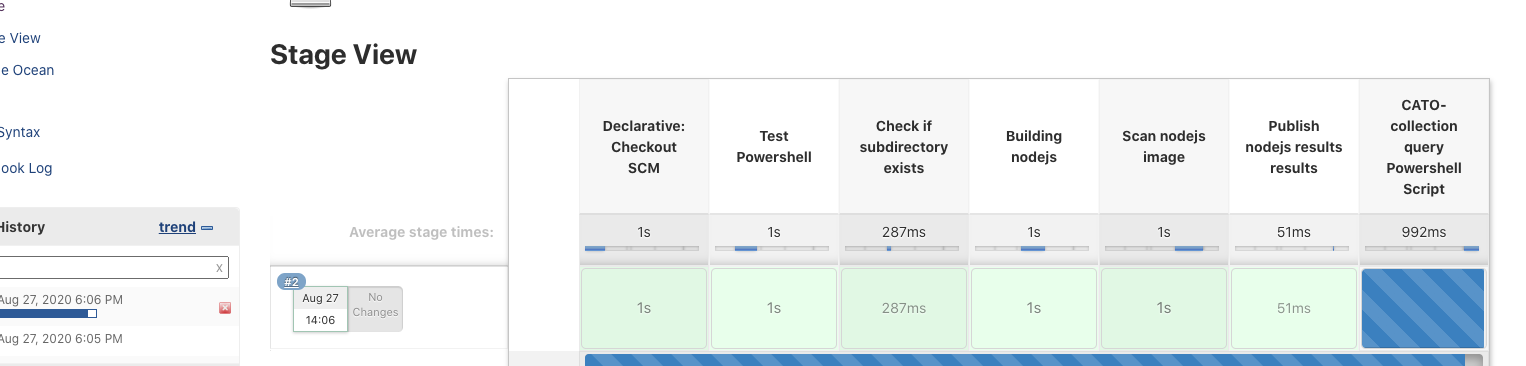 e
e View
e Ocean
Syntax
ook Log
History
trend
x
Aug 27, 2020 6:06 PM
Aug 27, 2020 6:05 PM
Stage View
Declarative:
Checkout
SCM
Test
Powershell
Check if
subdirectory
exists
Building
nodejs
Scan nodejs
image
Publish
nodejs results
results
CATO-
collection
query
Powershell
Script
Average stage times:
1s
1s
287ms
1s
1s
51ms
992ms
#2
Aug 27
14:06
No
Changes
1s
1s
287ms
1s
1s
51ms